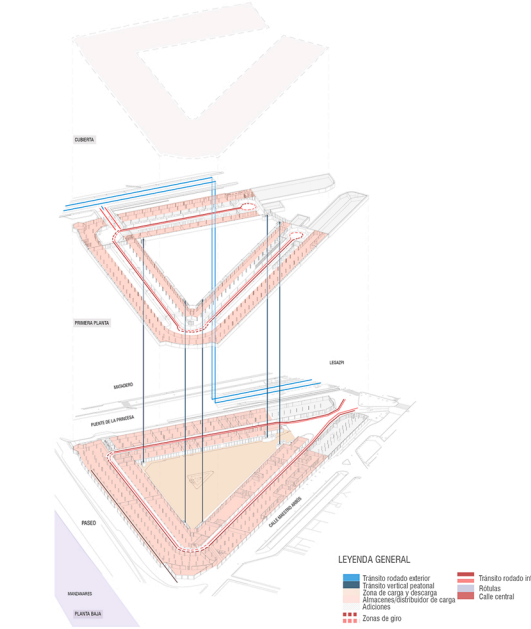 CUBIERTA
PRIMERA PLANTA
LEGAZPI
MATADERO
PUENTE DE LA PRINCESA
CALLE MAESTRO ARBÓS
PASEO
MANZANARES
PLANTA BAJA
LEYENDA GENERAL
Tránsito rodado exterior
Tránsito vertical peatonal
Zona de carga y descarga
Almacenes/distribuidor de carga
Adiciones
Zonas de giro
Tránsito rodado int
Rótulas
Calle central